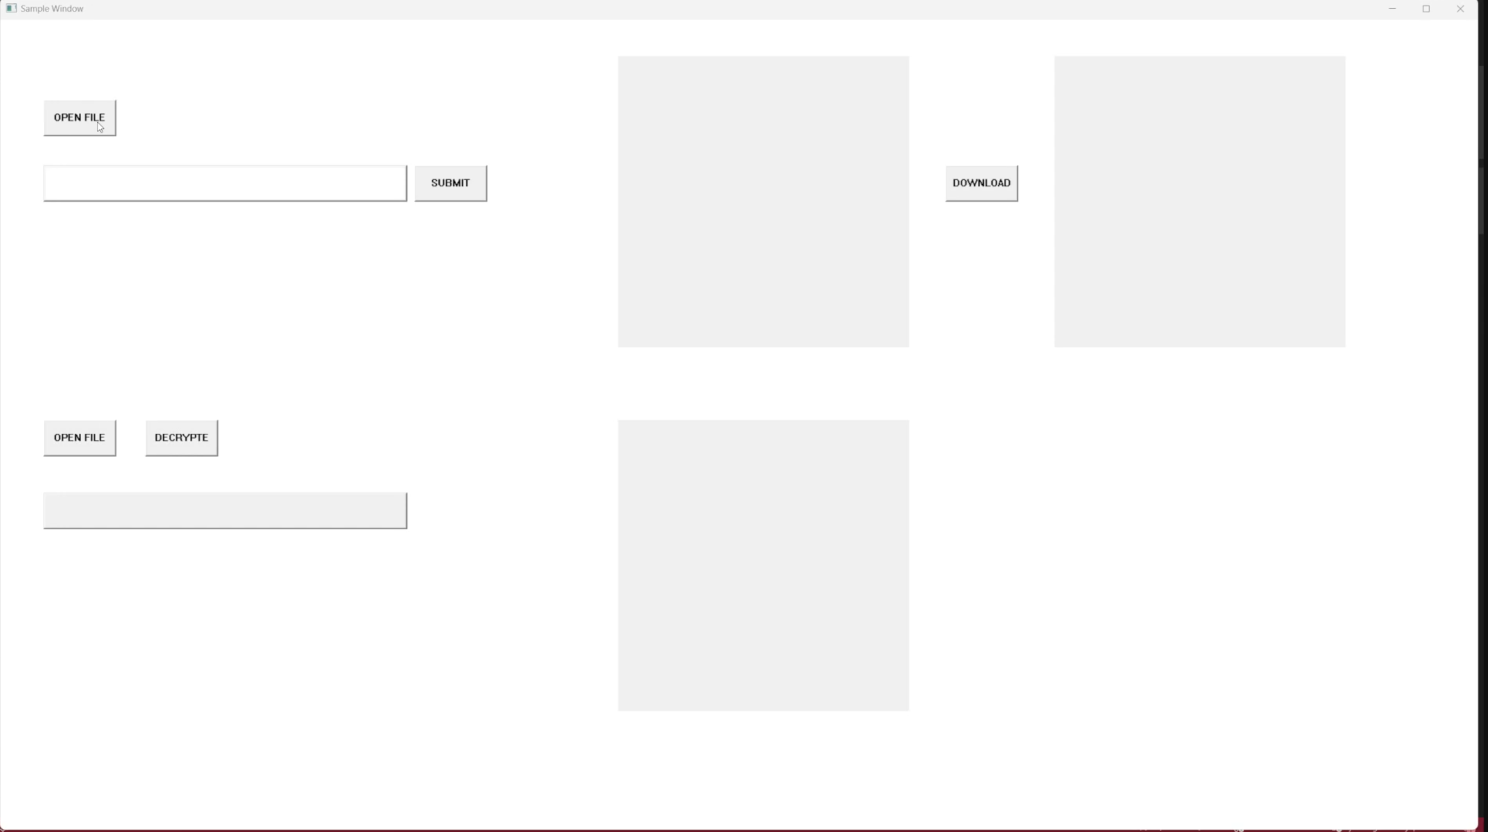 Sample Window
OPEN FILE
SUBMIT
DOWNLOAD
OPEN FILE
DECRYPTE